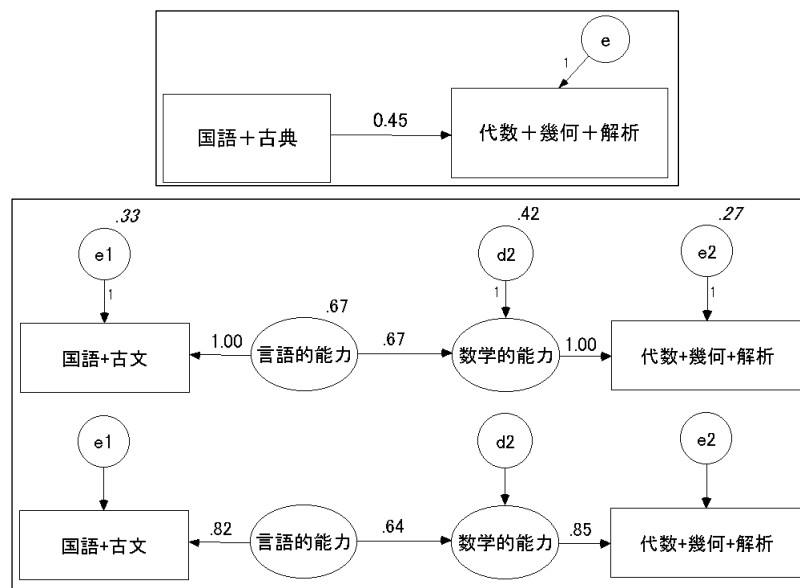 e
1
国語＋古典
0.45
代数＋幾何＋解析
.33
.42
.27
e1
d2
e2
1
1
1
.67
国語+古文
1.00
言語的能力
.67
数学的能力
1.00
代数+幾何+解析
e1
d2
e2
国語+古文
.82
言語的能力
.64
数学的能力
.85
代数+幾何+解析